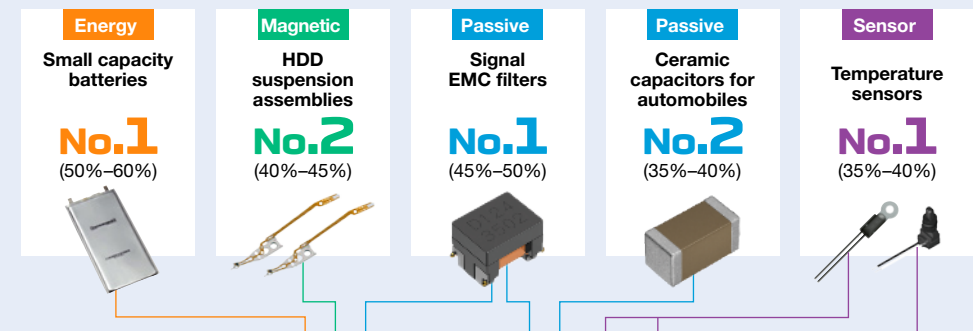 Energy
Small capacity
batteries
No.1
(50%–60%)
Magnetic
HDD
suspension
assemblies
No.2
(40%–45%)
Passive
Signal
EMC filters
No.1
(45%–50%)
Passive
Ceramic
capacitors for
automobiles
No.2
(35%–40%)
Sensor
Temperature
sensors
No.1
(35%–40%)